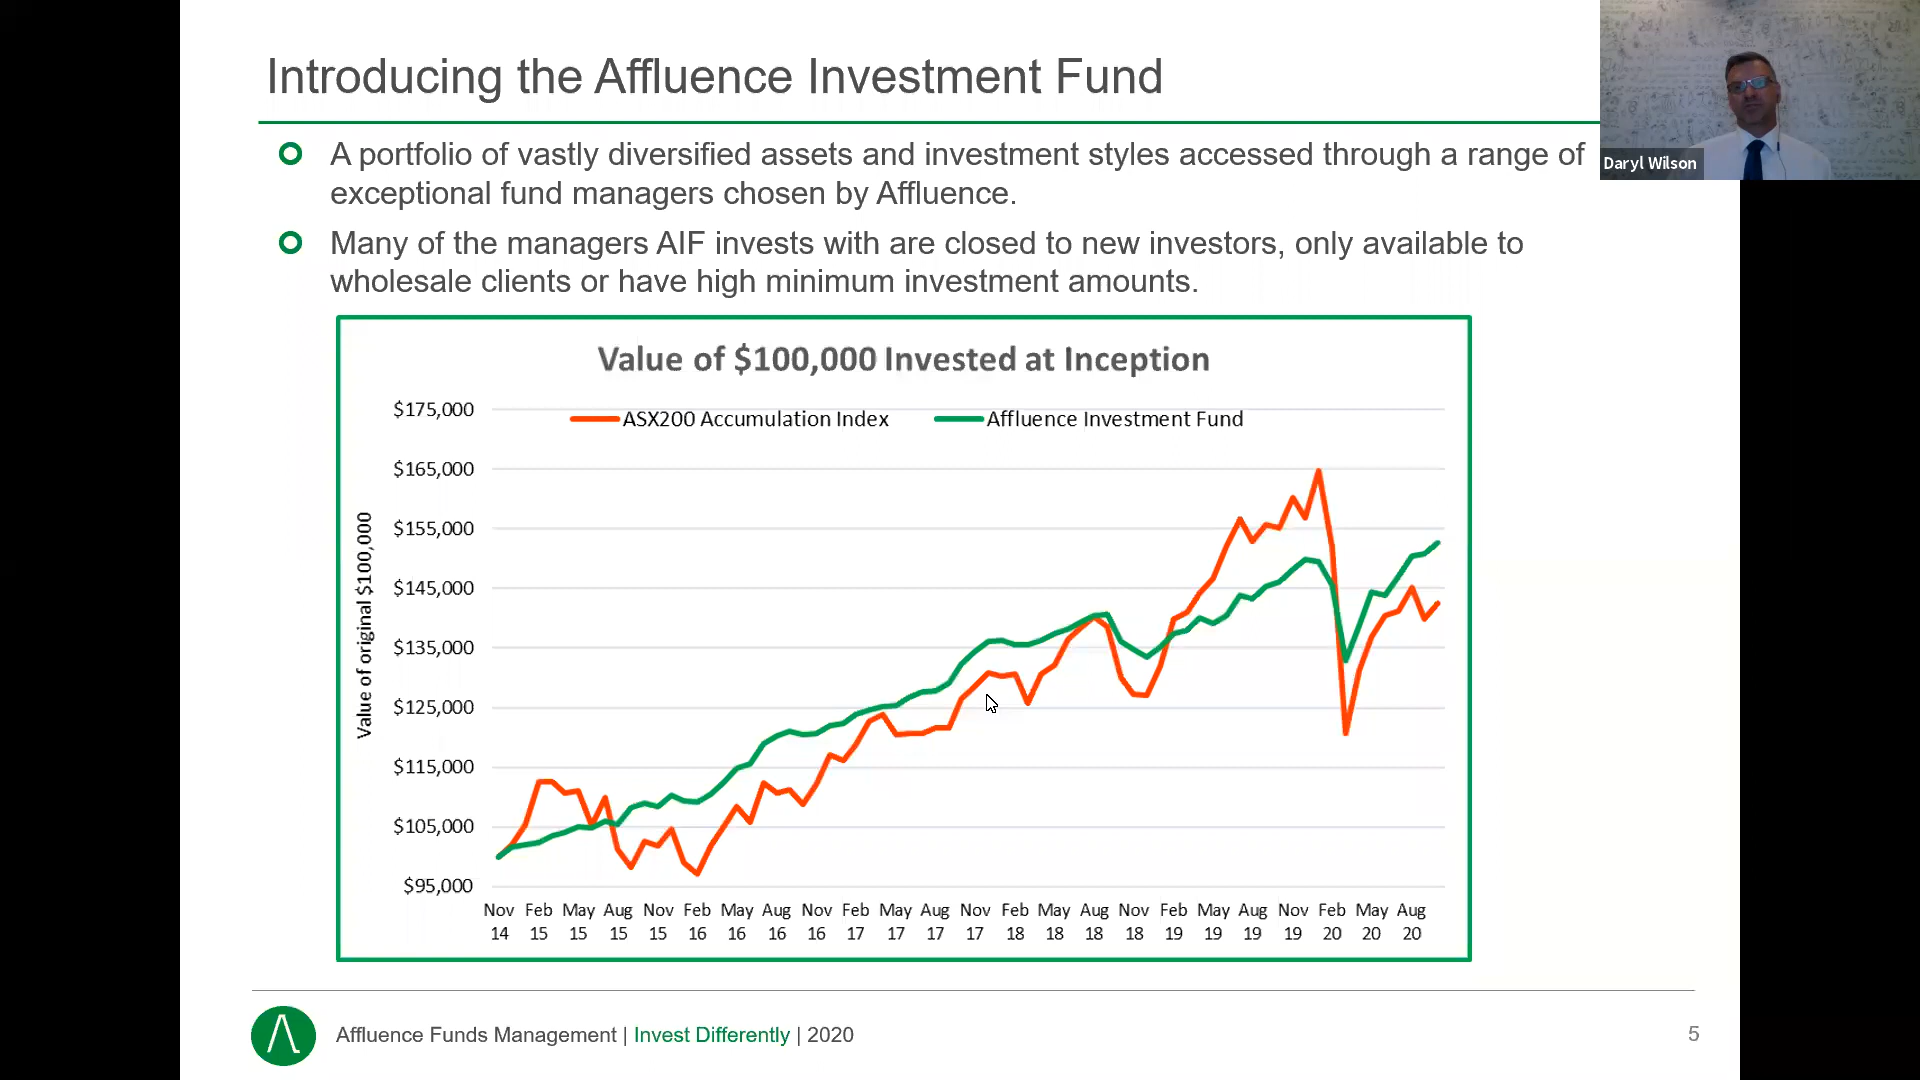 Introducing the Affluence Investment Fund
Daryl Wilson
A portfolio of vastly diversified assets and investment styles accessed through a range of
exceptional fund managers chosen by Affluence.
Many of the managers AIF invests with are closed to new investors, only available to
wholesale clients or have high minimum investment amounts.
Value of $100,000 Invested at Inception
ASX200 Accumulation Index
Affluence Investment Fund
Value of original $100,000
$175,000
$165,000
$155,000
$145,000
$135,000
$125,000
$115,000
$105,000
$95,000
Nov Feb May Aug Nov Feb May Aug Nov Feb May Aug Nov Feb May Aug Nov Feb May Aug Nov Feb May Aug
14 15 15 15 15 16 16 16 16 17 17 17 17 18 18 18 18 19 19 19 19 20 20 20
Affluence Funds Management | Invest Differently | 2020
5